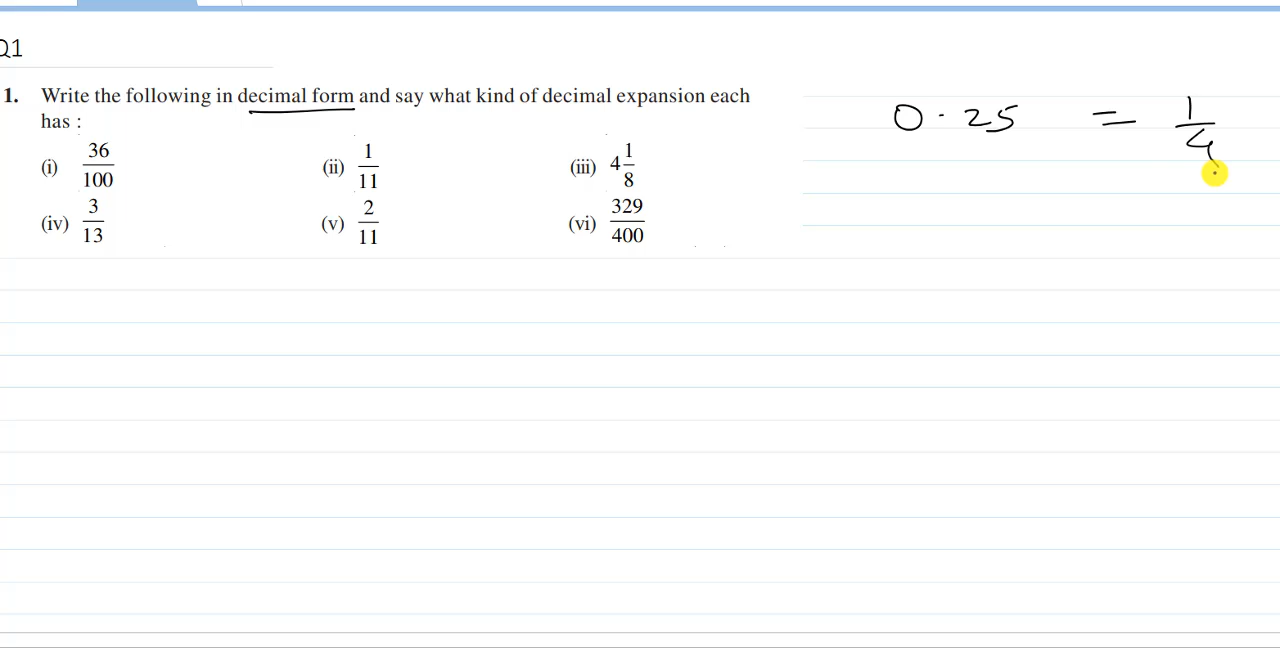 Q1
1. Write the following in decimal form and say what kind of decimal expansion each
has :
(i) 36/100 (ii) 1/11 (iii) 4 1/8
(iv) 3/13 (v) 2/11 (vi) 329/400
0.25 = 1/4